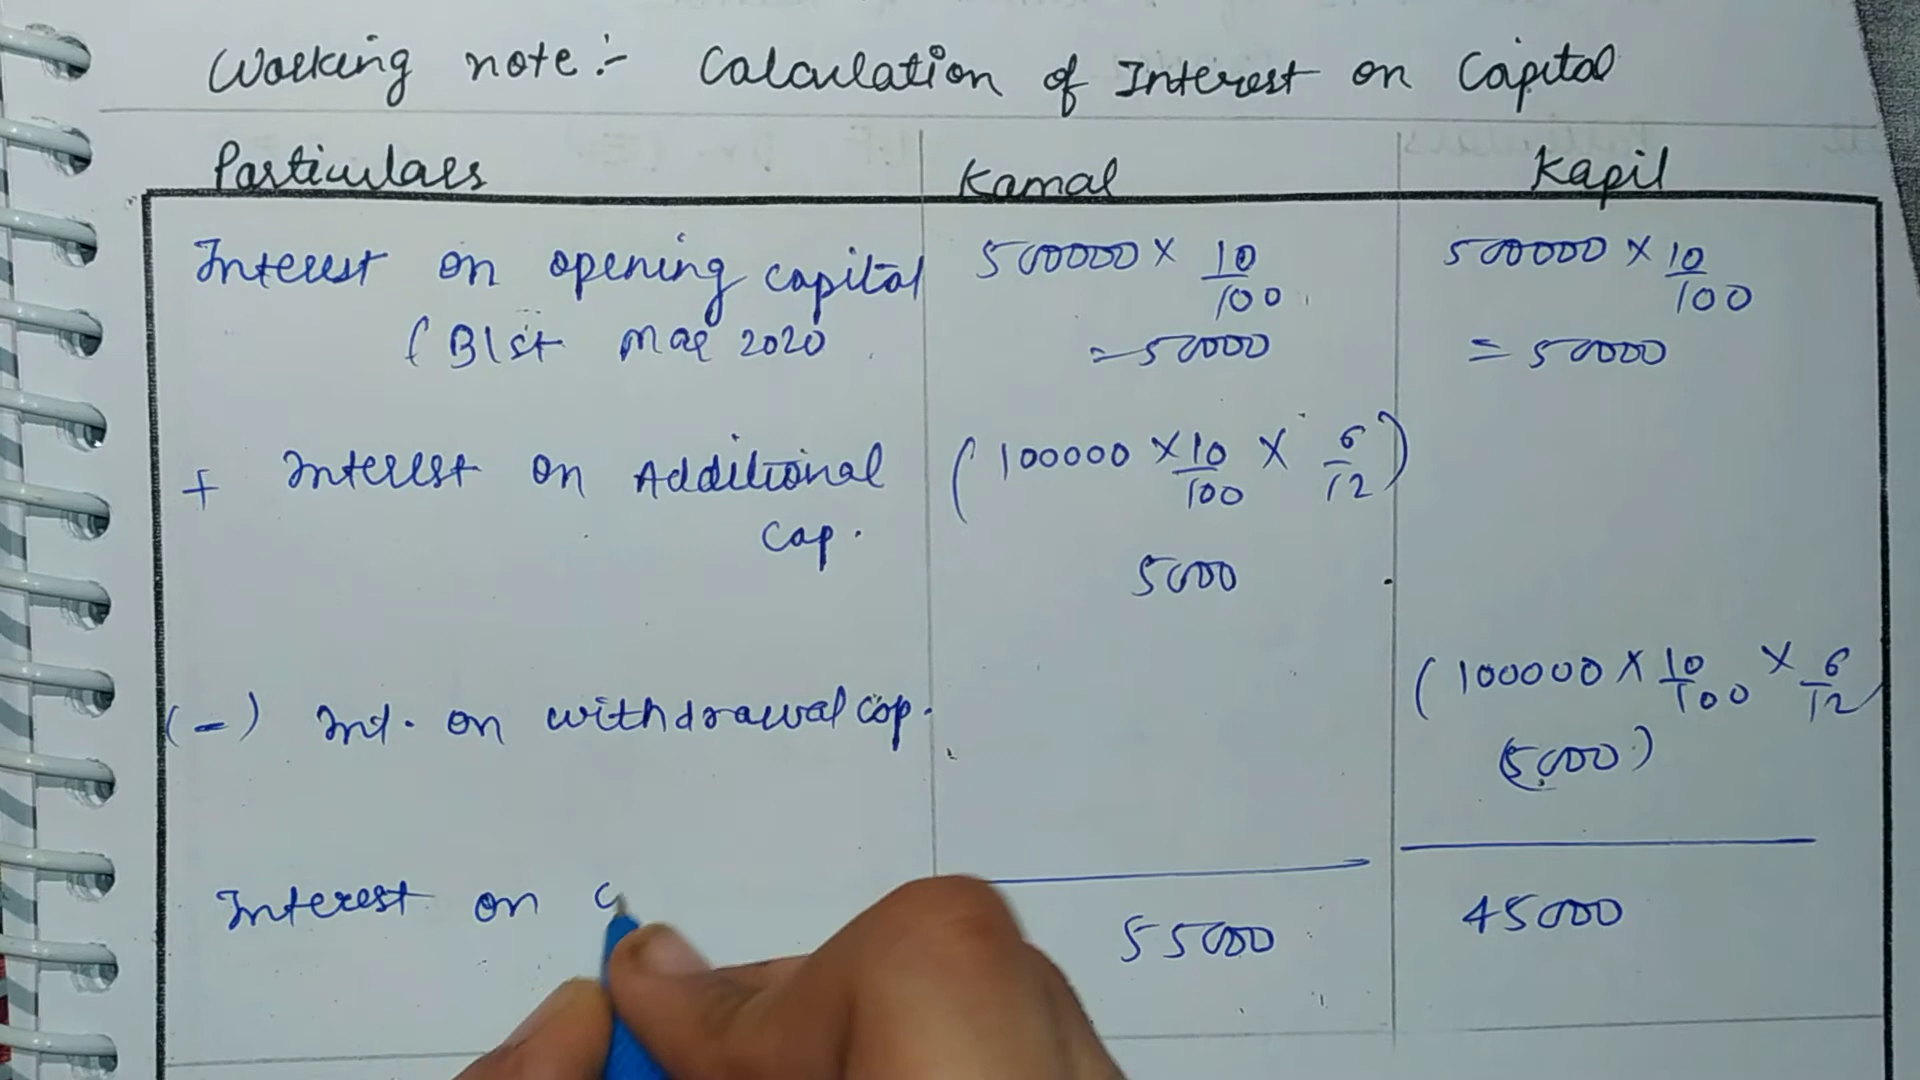 Working note :- Calculation of Interest on Capital
Particulars Kamal Kapil
Interest on opening capital 500000 × 10/100 500000 × 10/100
(31st Mar 2020 = 50000 = 50000
+ Interest on Additional (100000 × 10/100 × 6/12)
Cap. 5000
(-) Int. on withdrawal cap. (100000 × 10/100 × 6/12
(5000)
Interest on c 55000 45000